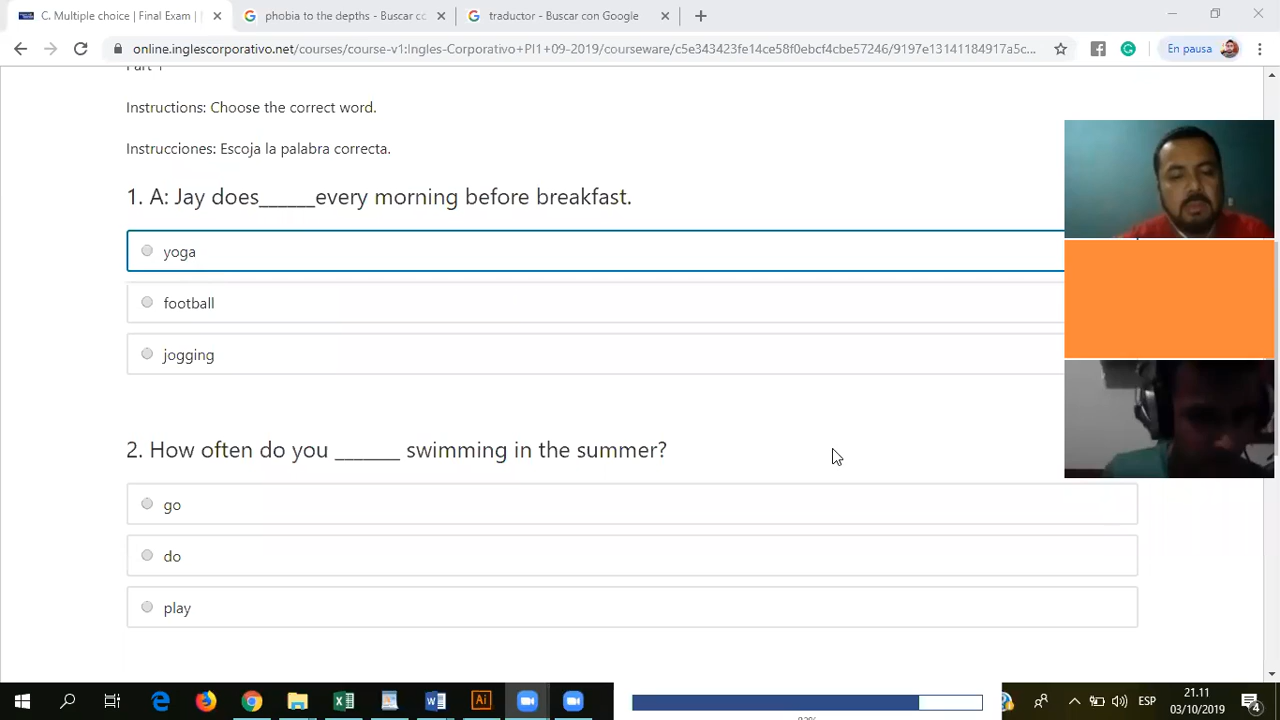 C. Multiple choice | Final Exam |
phobia to the depths - Buscar co
traductor - Buscar con Google
online.inglescorporativo.net/courses/course-v1:Ingles-Corporativo+PI1+09-2019/courseware/c5e343423fe14ce58f0ebcf4cbe57246/9197e13141184917a5c...
En pausa
Instructions: Choose the correct word.
Instrucciones: Escoja la palabra correcta.
1. A: Jay does______every morning before breakfast.
yoga
football
jogging
2. How often do you ______ swimming in the summer?
go
do
play
ESP
21.11
03/10/2019
4